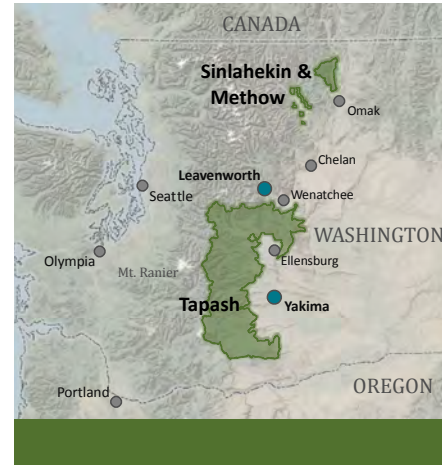 CANADA
Sinlahekin &
Methow
Omak
Chelan
Leavenworth
Seattle
Wenatchee
WASHINGTON
Olympia
Mt. Ranier
Ellensburg
Tapash
Yakima
OREGON
Portland